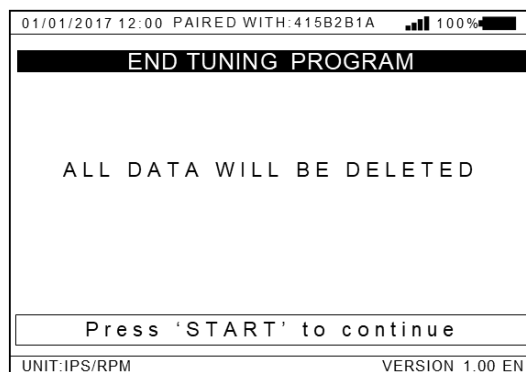 01/01/2017 12:00 PAIRED WITH:415B2B1A 100%
END TUNING PROGRAM
ALL DATA WILL BE DELETED
Press ‘START’ to continue
UNIT:IPS/RPM VERSION 1.00 EN